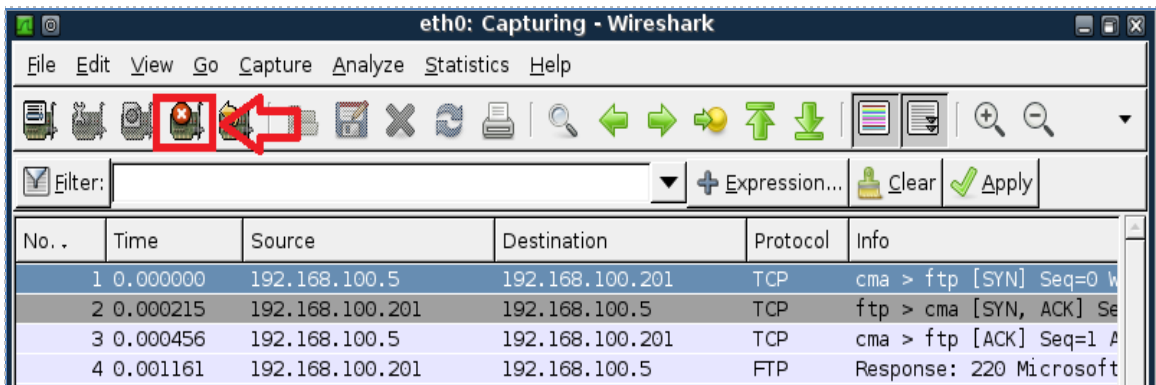 eth0: Capturing - Wireshark
File Edit View Go Capture Analyze Statistics Help
Filter: Expression... Clear Apply
No. . Time Source Destination Protocol Info
1 0.000000 192.168.100.5 192.168.100.201 TCP cma > ftp [SYN] Seq=0 W
2 0.000215 192.168.100.201 192.168.100.5 TCP ftp > cma [SYN, ACK] Se
3 0.000456 192.168.100.5 192.168.100.201 TCP cma > ftp [ACK] Seq=1 A
4 0.001161 192.168.100.201 192.168.100.5 FTP Response: 220 Microsoft